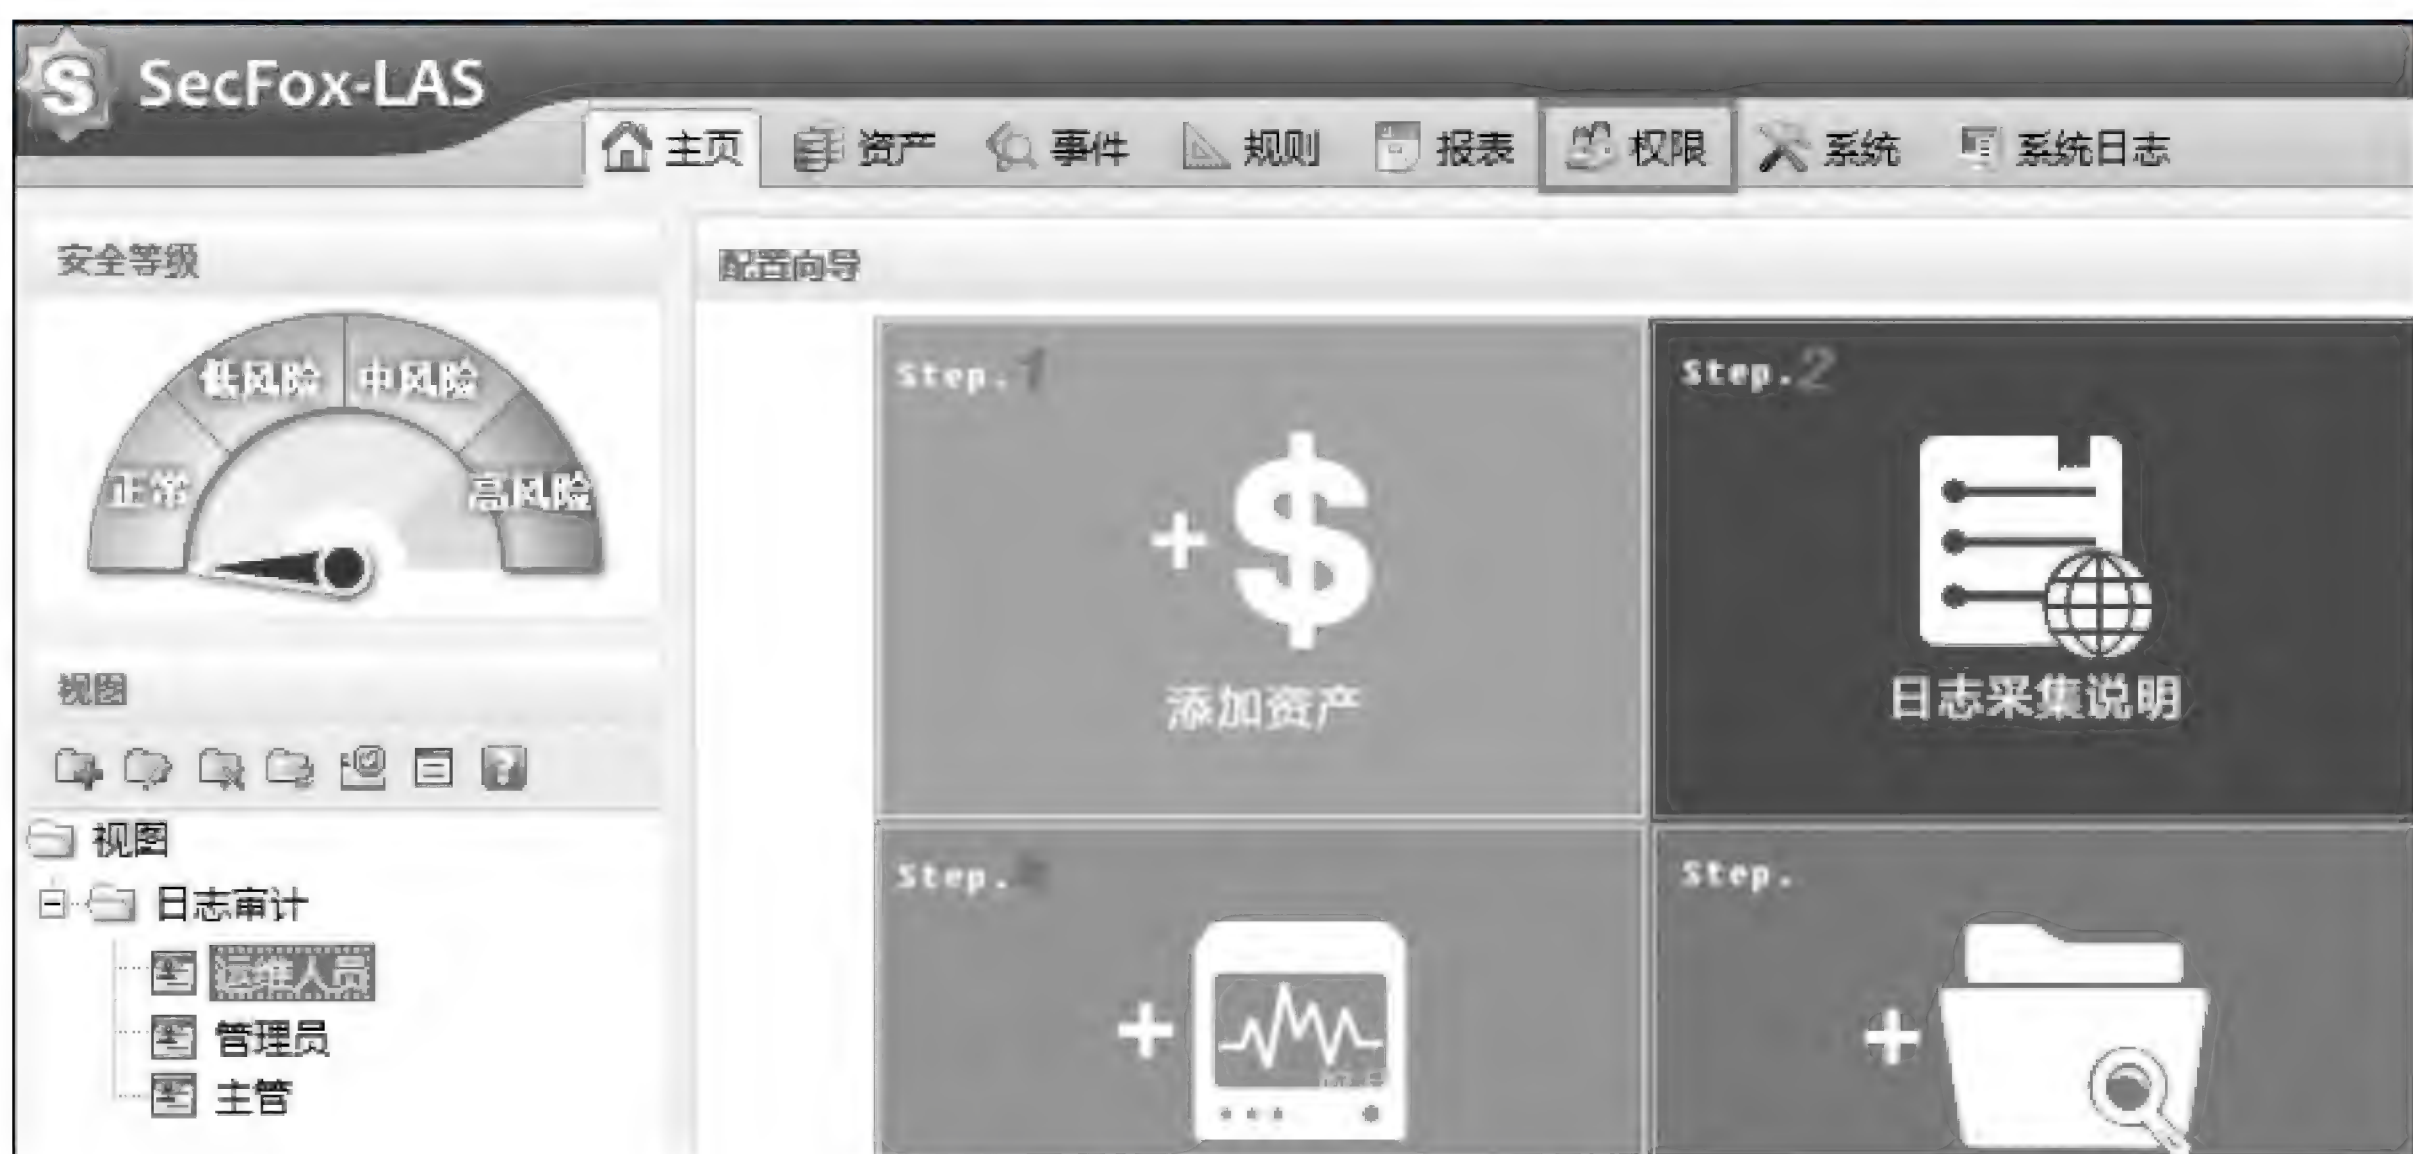 SecFox-LAS
主页 资产 事件 规则 报表 权限 系统 系统日志
安全等级
配置向导
低风险 中风险
正常 高风险
Step.1
Step.2
添加资产
日志采集说明
视图
视图
日志审计
运维人员
管理员
主管
Step.
Step.